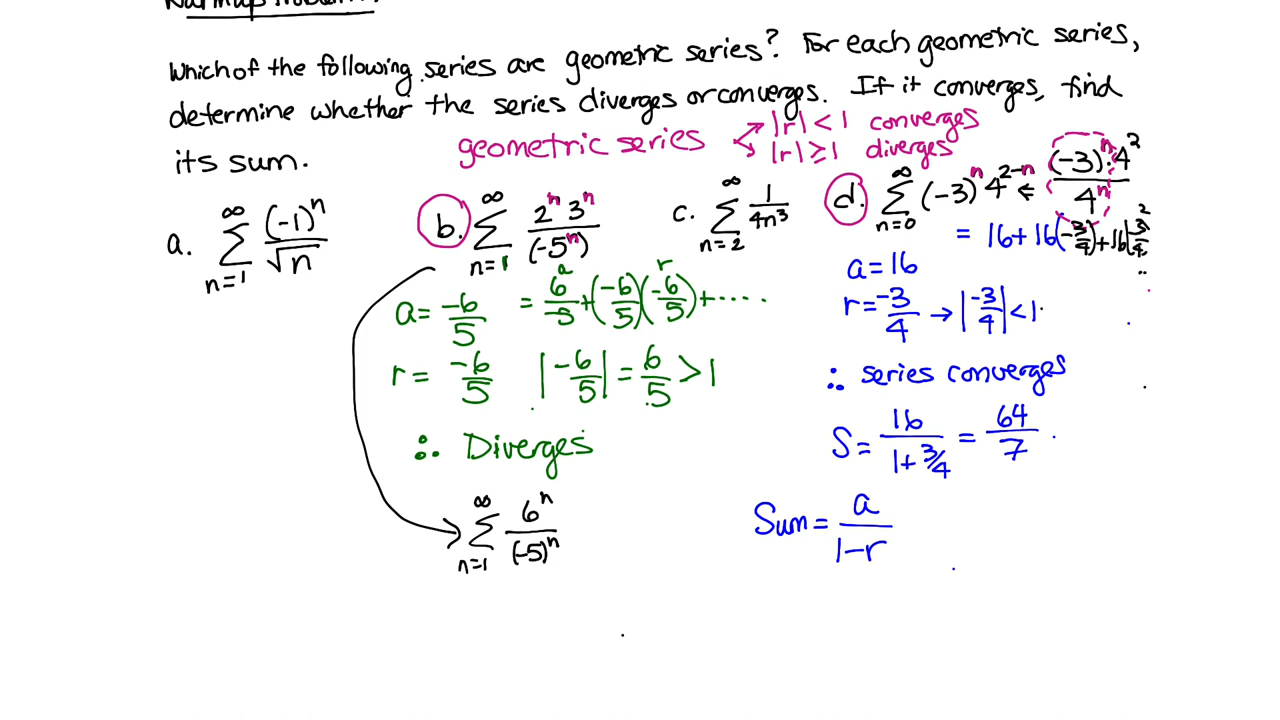 Warmup Problem:
Which of the following series are geometric series? For each geometric series,
determine whether the series diverges or converges. If it converges, find
its sum.
geometric series
|r| < 1 converges
|r| ≥ 1 diverges
a. ∑_{n=1}^{∞} (-1)^n / √n
b. ∑_{n=1}^{∞} 2^n 3^n / (-5^n)
c. ∑_{n=2}^{∞} 1 / 4n^3
d. ∑_{n=0}^{∞} (-3)^n 4^{2-n} ← (-3)^n · 4^2 / 4^n
= 16 + 16(-3/4) + 16(-3/4)^2 ...
a = -6/5 = 6/-5 + (-6/5)(-6/5) + ....
a r
r = -6/5 |-6/5| = 6/5 > 1
∴ Diverges
∑_{n=1}^{∞} 6^n / (-5)^n
a = 16
r = -3/4 → |-3/4| < 1
∴ series converges
S = 16 / (1 + 3/4) = 64/7
Sum = a / (1-r)